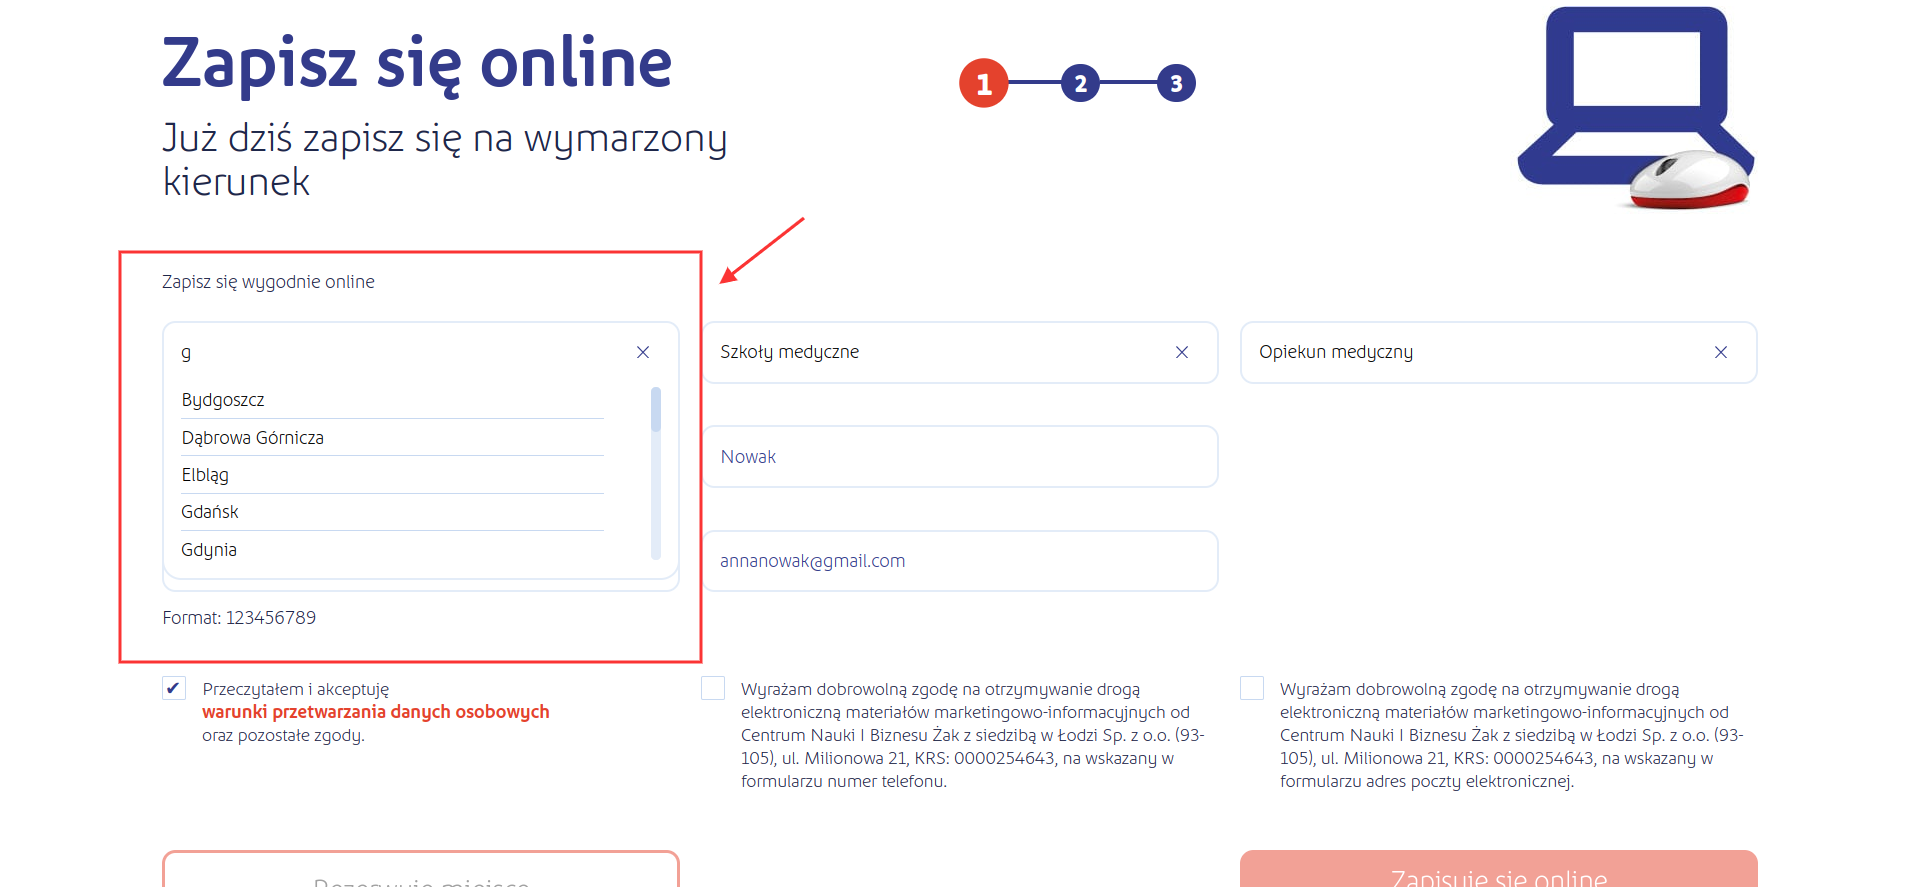 Zapisz się online
1
2
3
Już dziś zapisz się na wymarzony
kierunek
Zapisz się wygodnie online
g
Bydgoszcz
Dąbrowa Górnicza
Elbląg
Gdańsk
Gdynia
Szkoły medyczne
Opiekun medyczny
Nowak
annanowak@gmail.com
Format: 123456789
Przeczytałem i akceptuję
warunki przetwarzania danych osobowych
oraz pozostałe zgody.
Wyrażam dobrowolną zgodę na otrzymywanie drogą
elektroniczną materiałów marketingowo-informacyjnych od
Centrum Nauki I Biznesu Żak z siedzibą w Łodzi Sp. z o.o. (93-
105), ul. Milionowa 21, KRS: 0000254643, na wskazany w
formularzu numer telefonu.
Wyrażam dobrowolną zgodę na otrzymywanie drogą
elektroniczną materiałów marketingowo-informacyjnych od
Centrum Nauki I Biznesu Żak z siedzibą w Łodzi Sp. z o.o. (93-
105), ul. Milionowa 21, KRS: 0000254643, na wskazany w
formularzu adres poczty elektronicznej.
Rezerwuję miejsce
Zapisuję się online